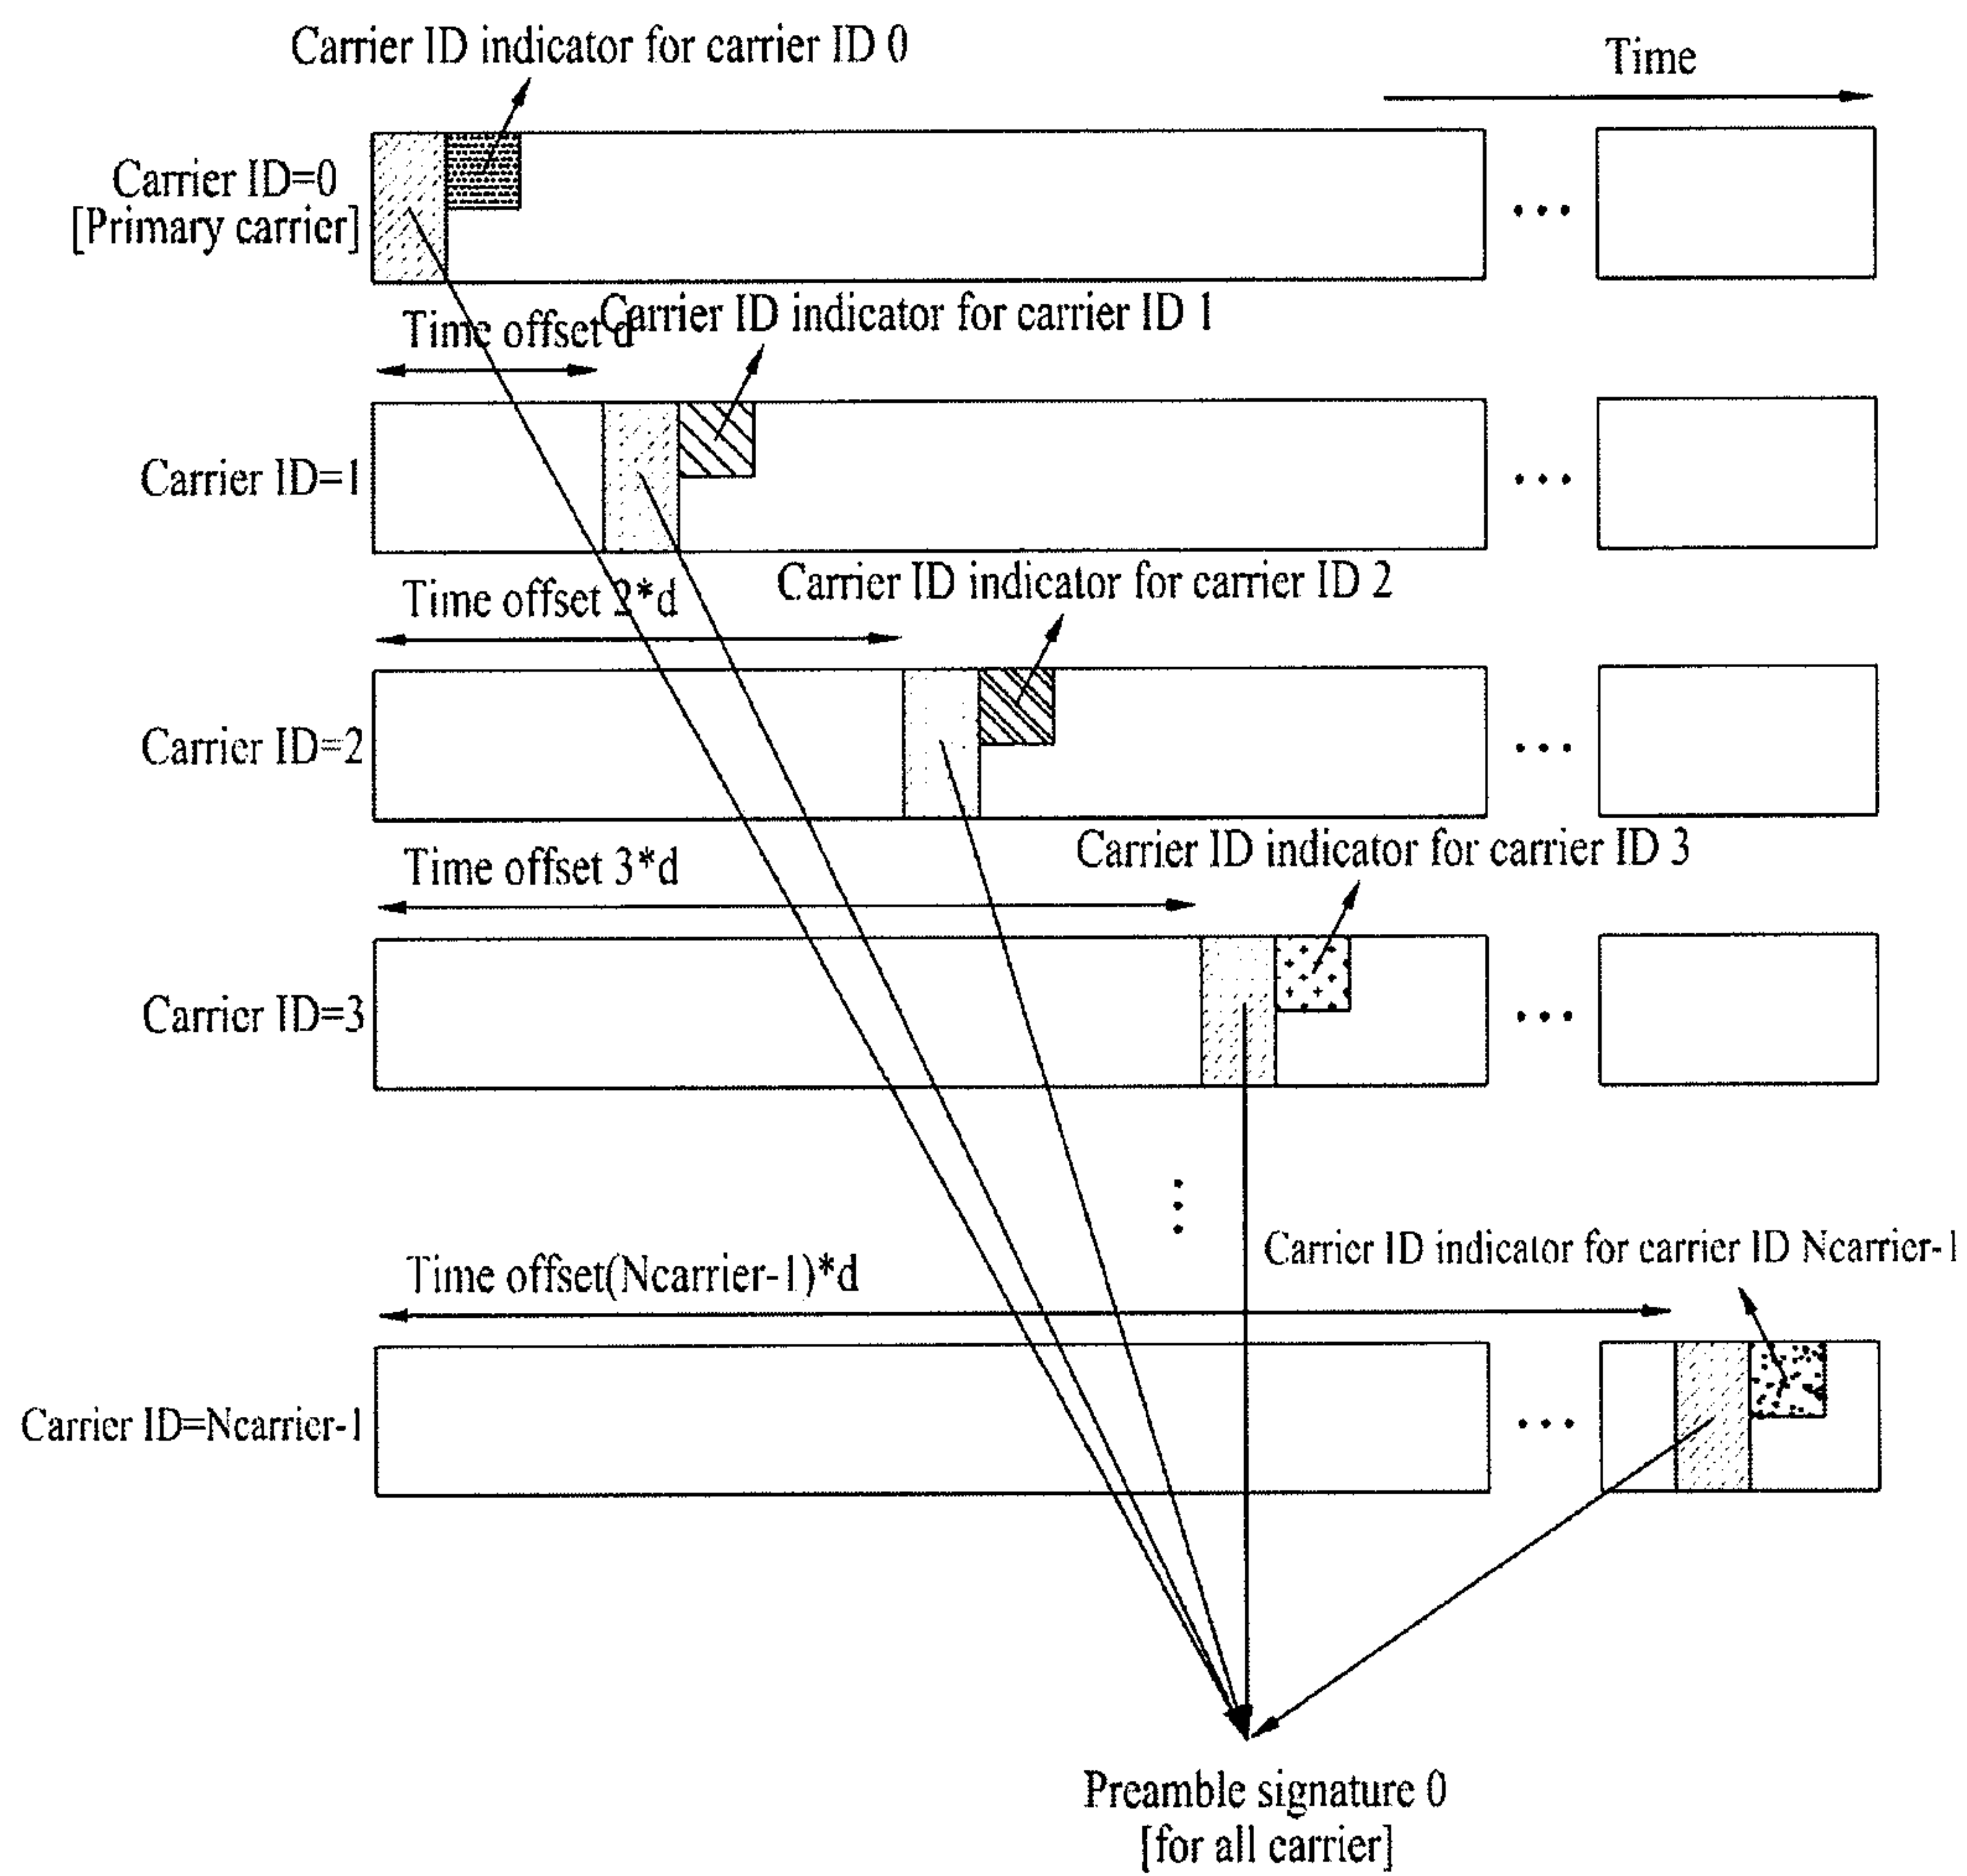 Carrier ID indicator for carrier ID 0
Time
Carrier ID=0
[Primary carrier]
Time offset d
Carrier ID indicator for carrier ID 1
Carrier ID=1
...
Time offset 2*d
Carrier ID indicator for carrier ID 2
Carrier ID=2
...
Time offset 3*d
Carrier ID indicator for carrier ID 3
Carrier ID=3
...
Time offset(Ncarrier-1)*d
Carrier ID indicator for carrier ID Ncarrier-1
Carrier ID=Ncarrier-1
...
Preamble signature 0
[for all carrier]